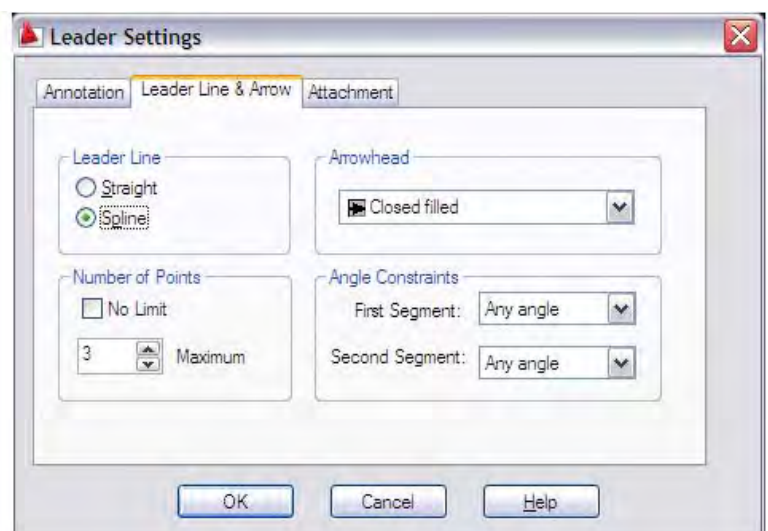 Leader Settings
Annotation
Leader Line & Arrow
Attachment
Leader Line
Straight
Spline
Arrowhead
Closed filled
Number of Points
No Limit
3
Maximum
Angle Constraints
First Segment:
Any angle
Second Segment:
Any angle
OK
Cancel
Help